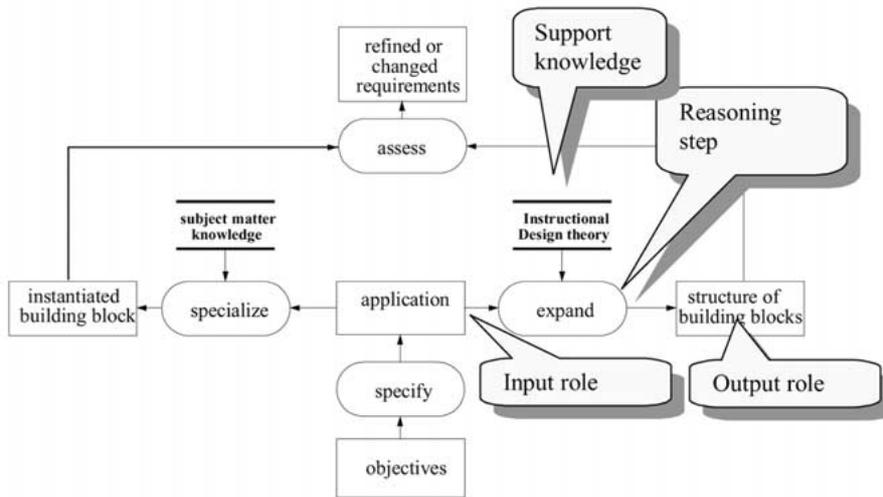 refined or
changed
requirements
Support
knowledge
Reasoning
step
assess
subject matter
knowledge
Instructional
Design theory
instantiated
building block
specialize
application
expand
structure of
building blocks
Input role
Output role
specify
objectives